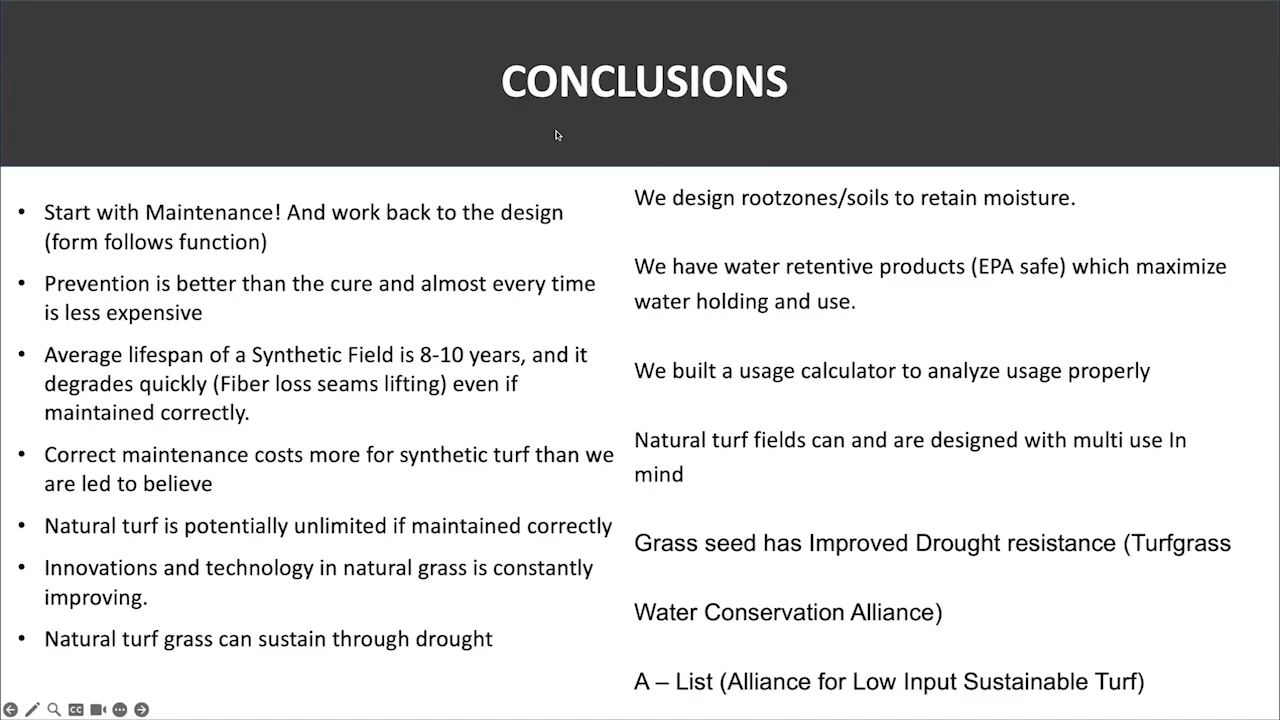 CONCLUSIONS
• Start with Maintenance! And work back to the design
(form follows function)
• Prevention is better than the cure and almost every time
is less expensive
• Average lifespan of a Synthetic Field is 8-10 years, and it
degrades quickly (Fiber loss seams lifting) even if
maintained correctly.
• Correct maintenance costs more for synthetic turf than we
are led to believe
• Natural turf is potentially unlimited if maintained correctly
• Innovations and technology in natural grass is constantly
improving.
• Natural turf grass can sustain through drought
We design rootzones/soils to retain moisture.
We have water retentive products (EPA safe) which maximize
water holding and use.
We built a usage calculator to analyze usage properly
Natural turf fields can and are designed with multi use In
mind
Grass seed has Improved Drought resistance (Turfgrass
Water Conservation Alliance)
A – List (Alliance for Low Input Sustainable Turf)
CC